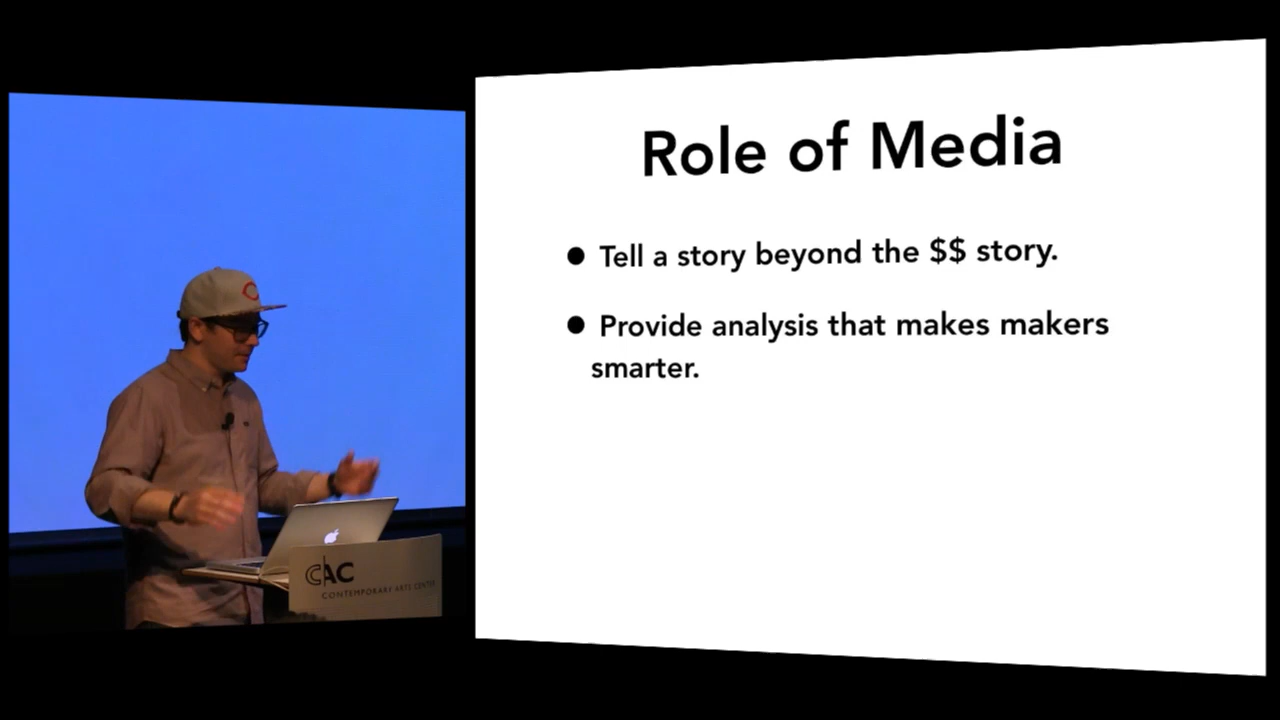 Role of Media
Tell a story beyond the $$ story.
Provide analysis that makes makers
smarter.
CAC
CONTEMPORARY ARTS CENTER